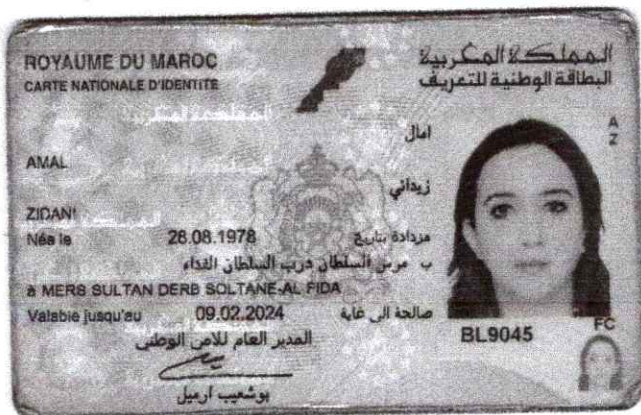 ROYAUME DU MAROC
المملكة المغربية
CARTE NATIONALE D'IDENTITE
البطاقة الوطنية للتعريف
امال
AMAL
زيداني
ZIDANI
Née le 26.08.1978 مزدادة بتاريخ
ب مرس السلطان درب السلطان الفداء
à MERS SULTAN DERB SOLTANE-AL FIDA
Valable jusqu'au 09.02.2024 صالحة الى غاية
المدير العام للامن الوطني
بوشعيب ارميل
A
Z
BL9045
FC